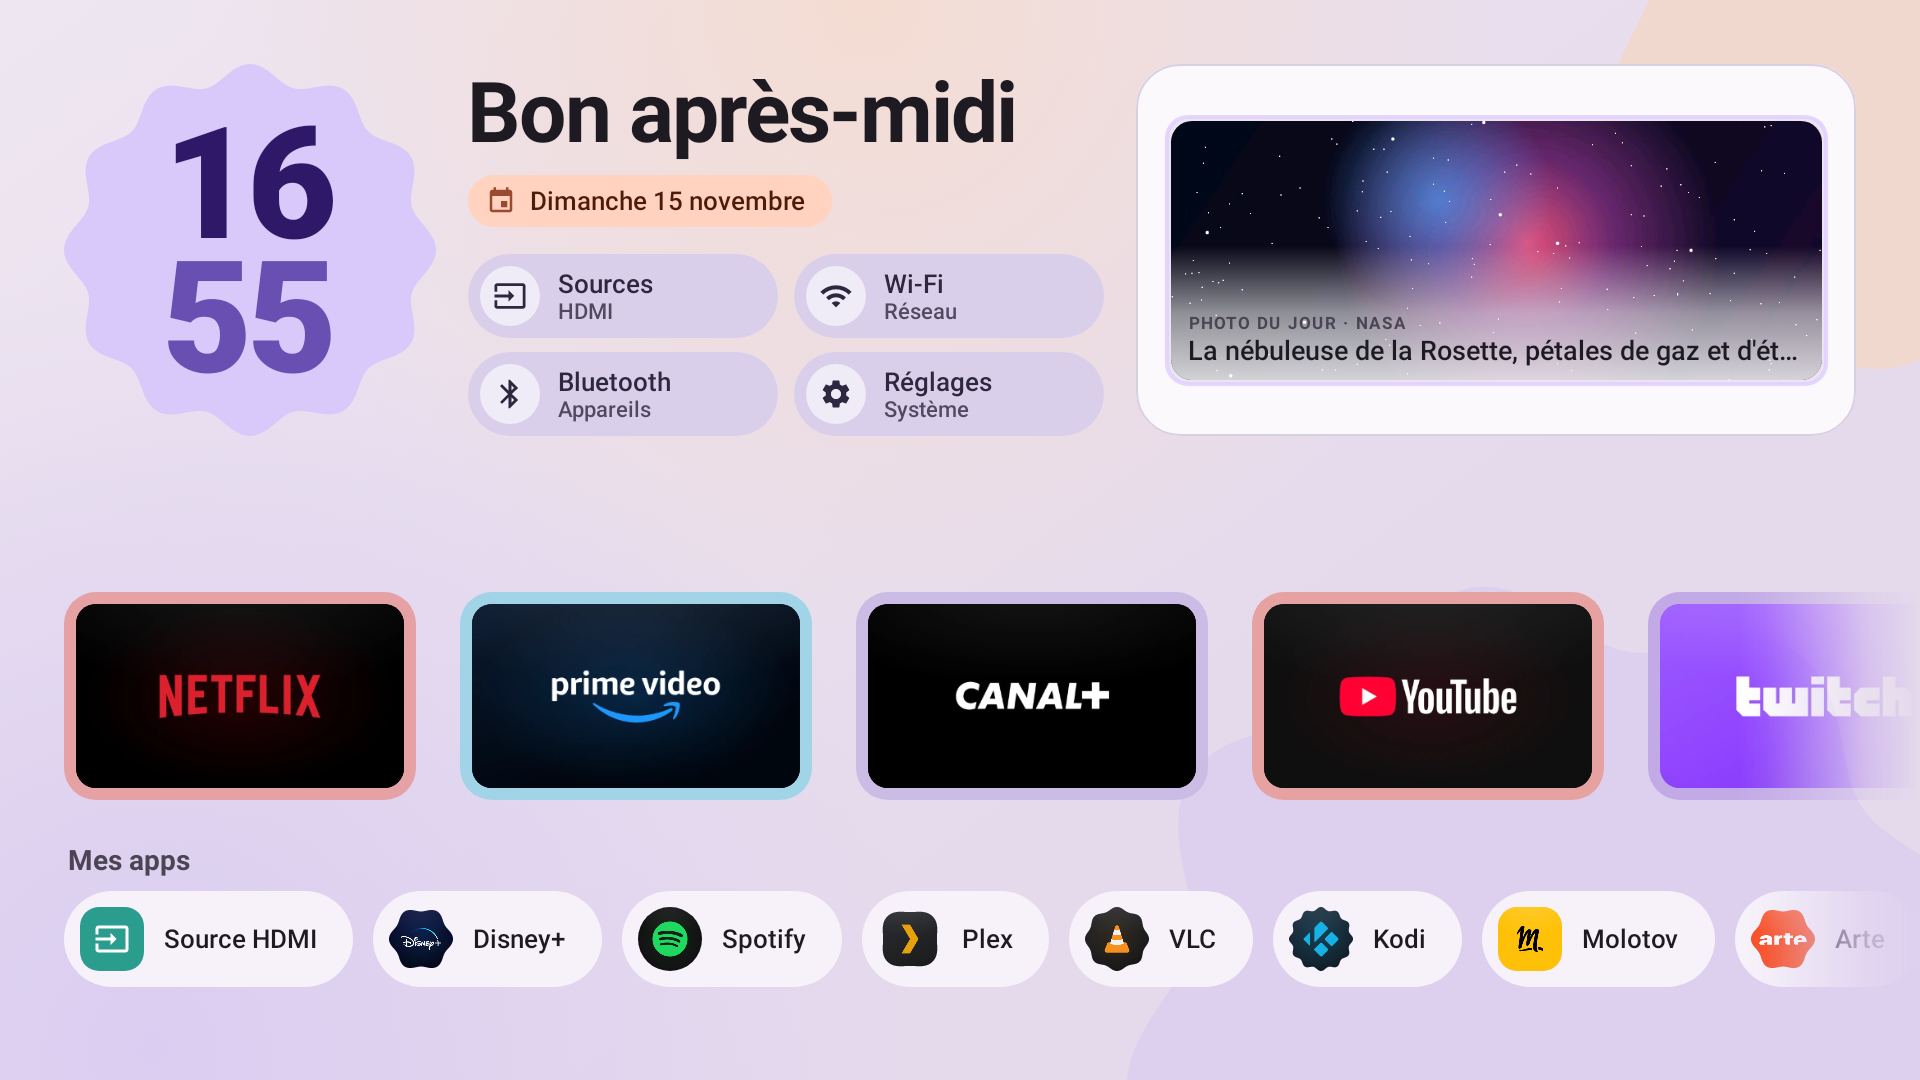 16
55
Bon après-midi
Dimanche 15 novembre
Sources
HDMI
Wi-Fi
Réseau
Bluetooth
Appareils
Réglages
Système
PHOTO DU JOUR · NASA
La nébuleuse de la Rosette, pétales de gaz et d'ét...
NETFLIX
prime video
CANAL+
YouTube
twitch
Mes apps
Source HDMI
Disney+
Disney+
Spotify
Plex
VLC
Kodi
M.
Molotov
arte
Arte